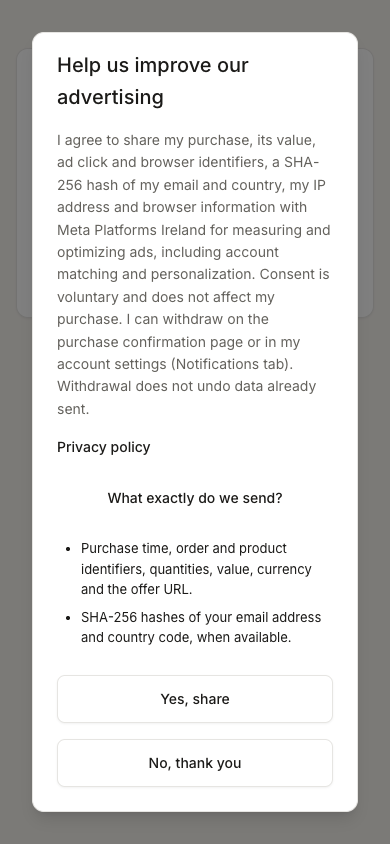 Help us improve our
advertising
I agree to share my purchase, its value,
ad click and browser identifiers, a SHA-
256 hash of my email and country, my IP
address and browser information with
Meta Platforms Ireland for measuring and
optimizing ads, including account
matching and personalization. Consent is
voluntary and does not affect my
purchase. I can withdraw on the
purchase confirmation page or in my
account settings (Notifications tab).
Withdrawal does not undo data already
sent.
Privacy policy
What exactly do we send?
• Purchase time, order and product
identifiers, quantities, value, currency
and the offer URL.
• SHA-256 hashes of your email address
and country code, when available.
Yes, share
No, thank you